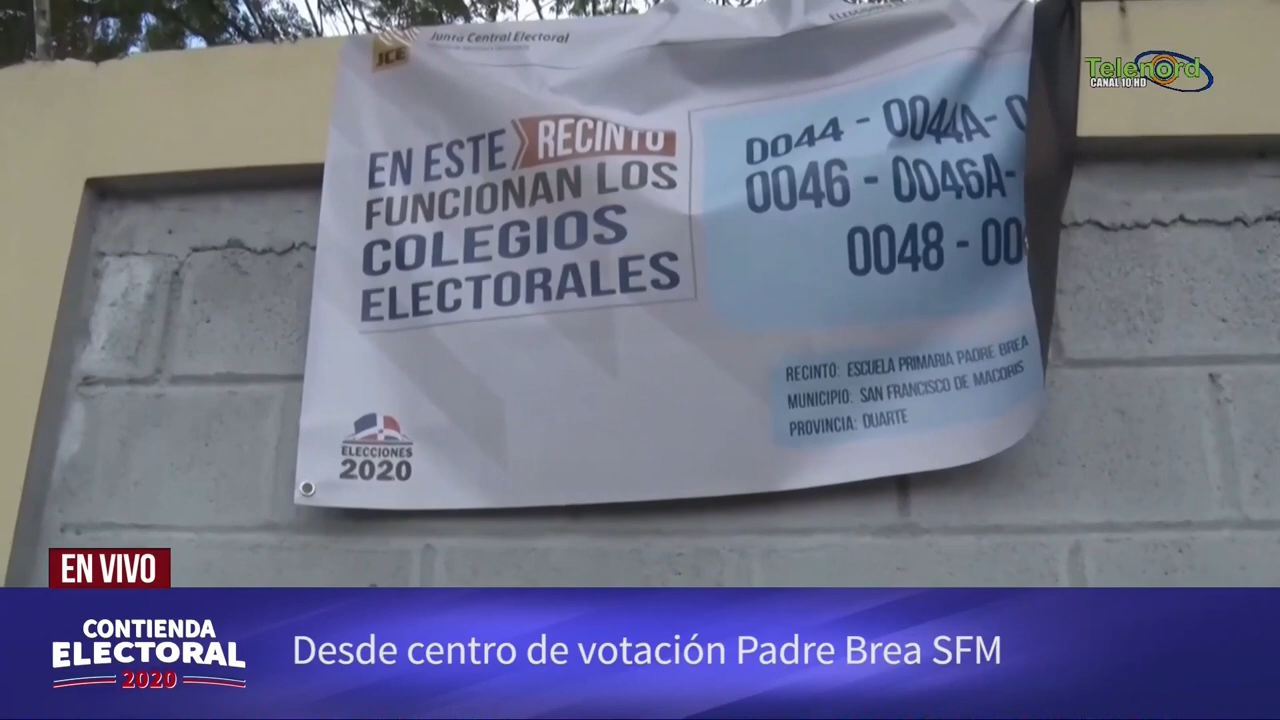 JCE
Junta Central Electoral
Telenord
CANAL 10 HD
EN ESTE RECINTO
FUNCIONAN LOS
COLEGIOS
ELECTORALES
0044 - 0044A-
0046 - 0046A-
0048 -
RECINTO: ESCUELA PRIMARIA PADRE BREA
MUNICIPIO: SAN FRANCISCO DE MACORIS
PROVINCIA: DUARTE
ELECCIONES
2020
EN VIVO
CONTIENDA
ELECTORAL
2020
Desde centro de votación Padre Brea SFM